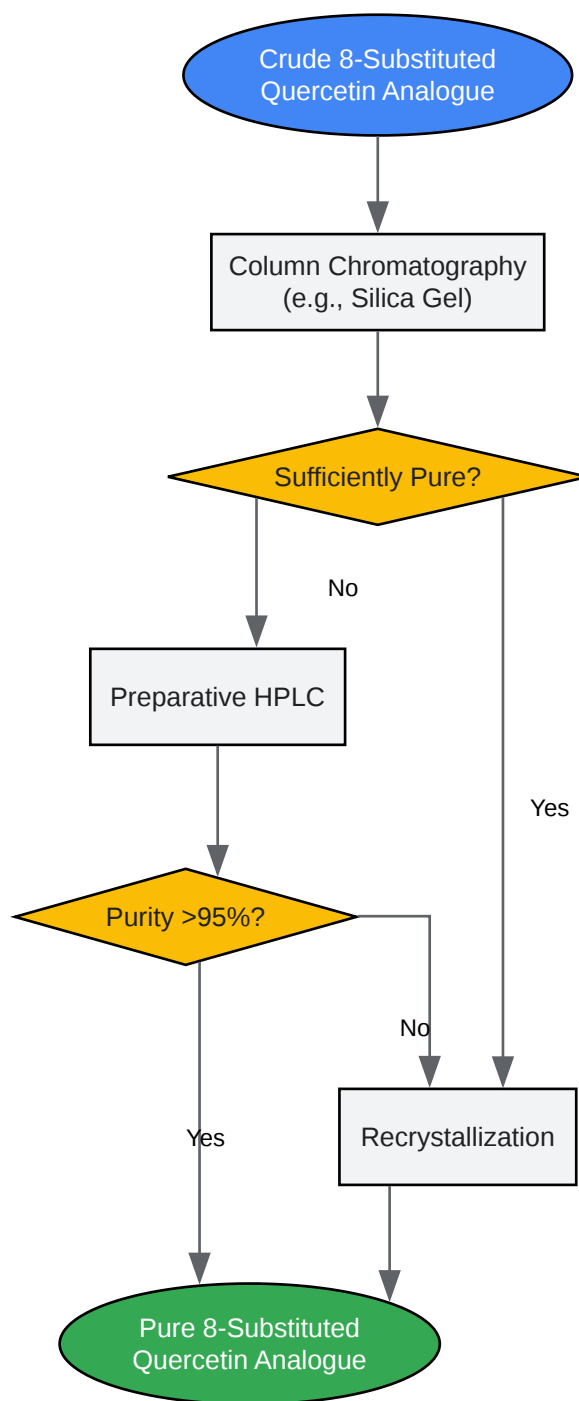 Crude 8-Substituted
Quercetin Analogue
Column Chromatography
(e.g., Silica Gel)
Sufficiently Pure?
No
Preparative HPLC
Yes
Purity >95%?
No
Recrystallization
Yes
Pure 8-Substituted
Quercetin Analogue